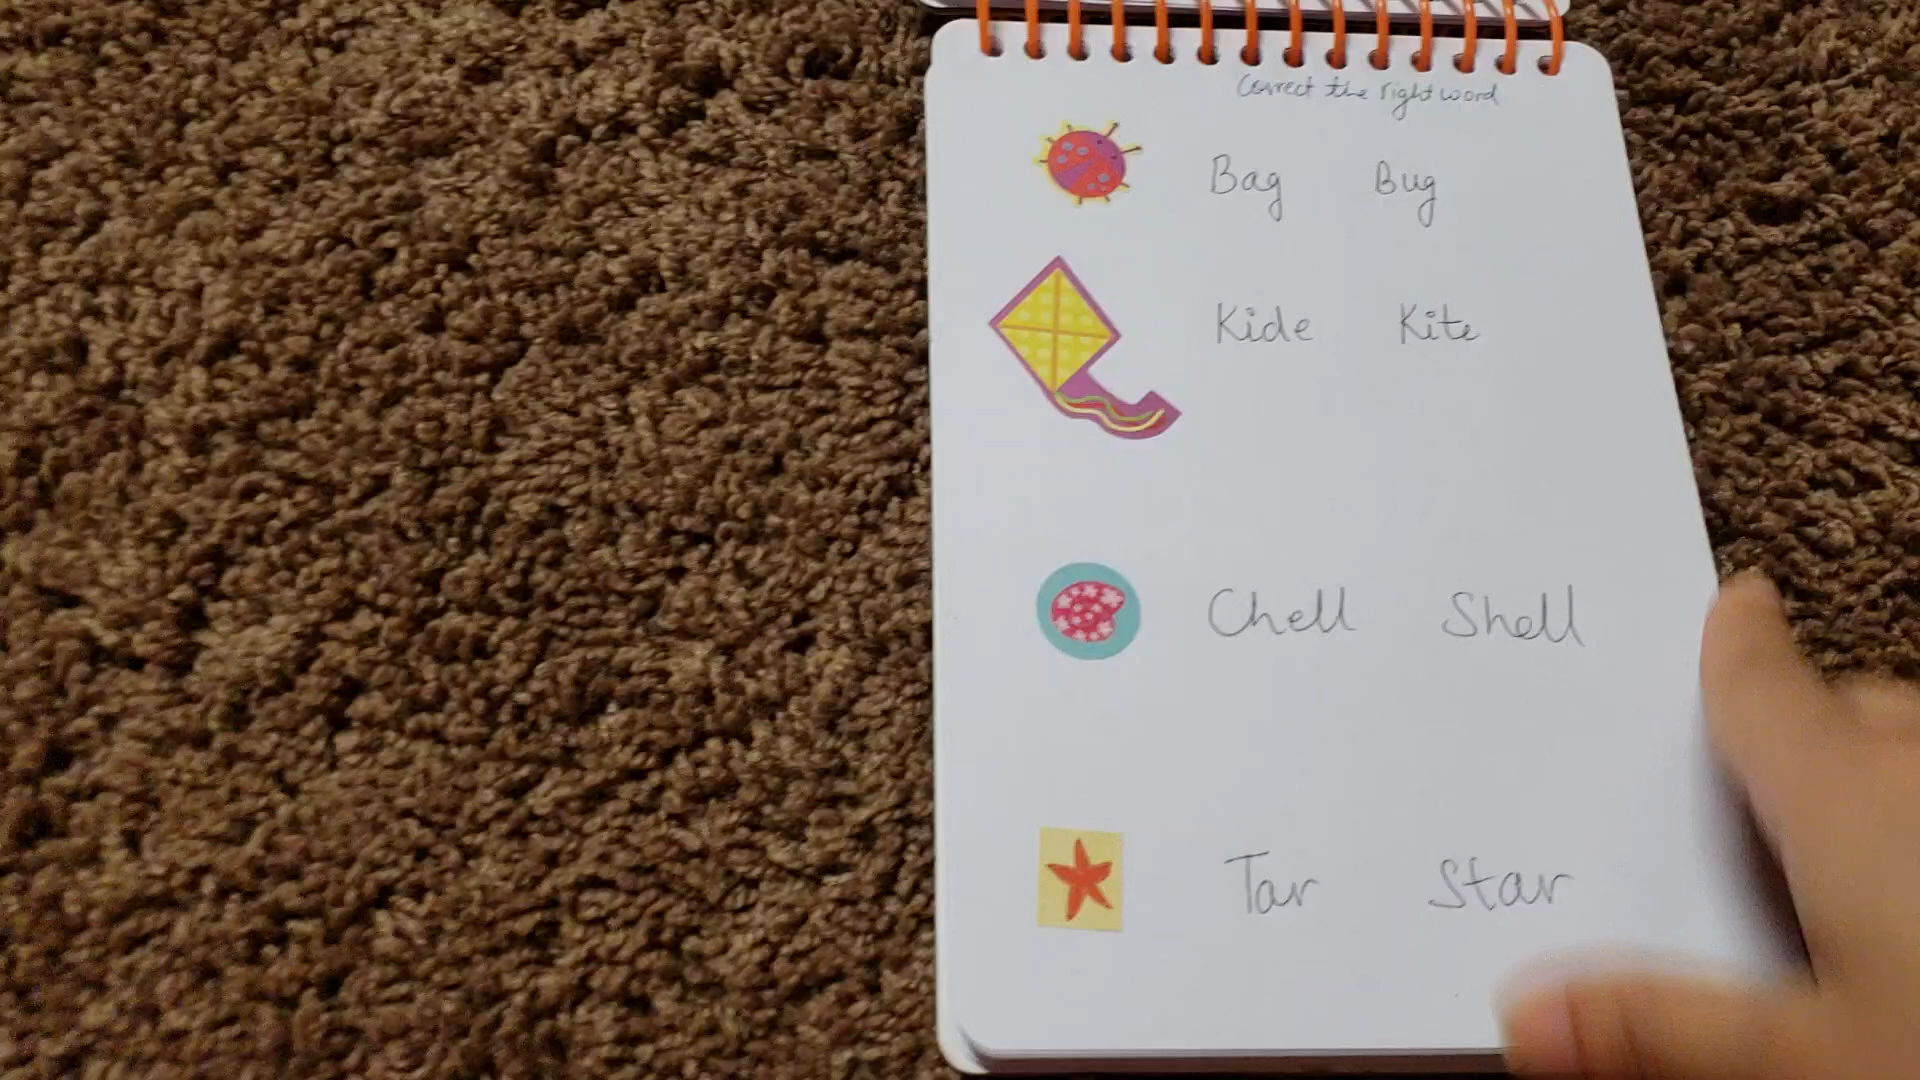 Correct the right word
Bag Bug
Kide Kite
Chell Shell
Tar Star